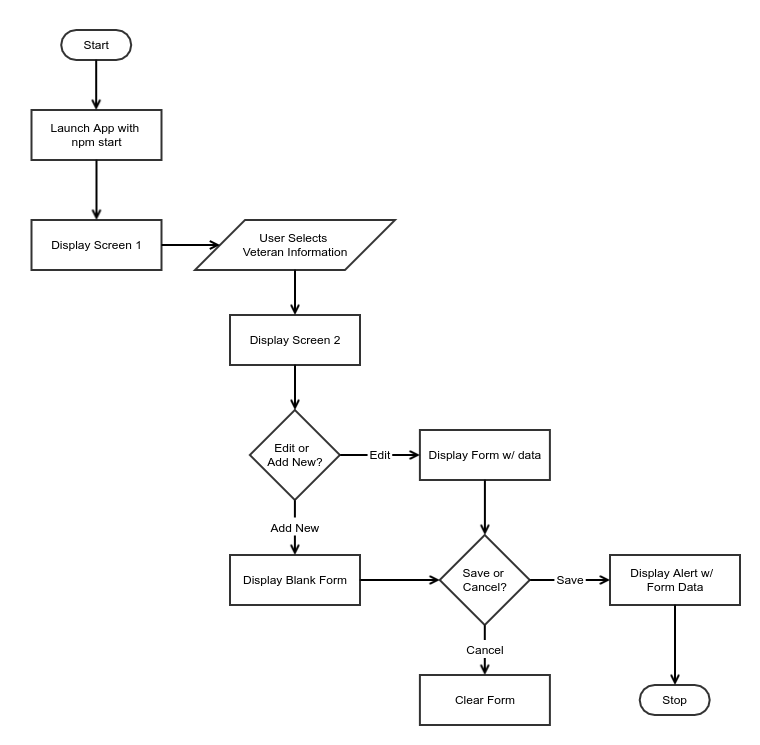 Start
Launch App with
npm start
Display Screen 1
User Selects
Veteran Information
Display Screen 2
Edit or
Add New?
Edit
Display Form w/ data
Add New
Display Blank Form
Save or
Cancel?
Save
Display Alert w/
Form Data
Cancel
Clear Form
Stop